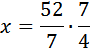 x = 52/7 · 7/4